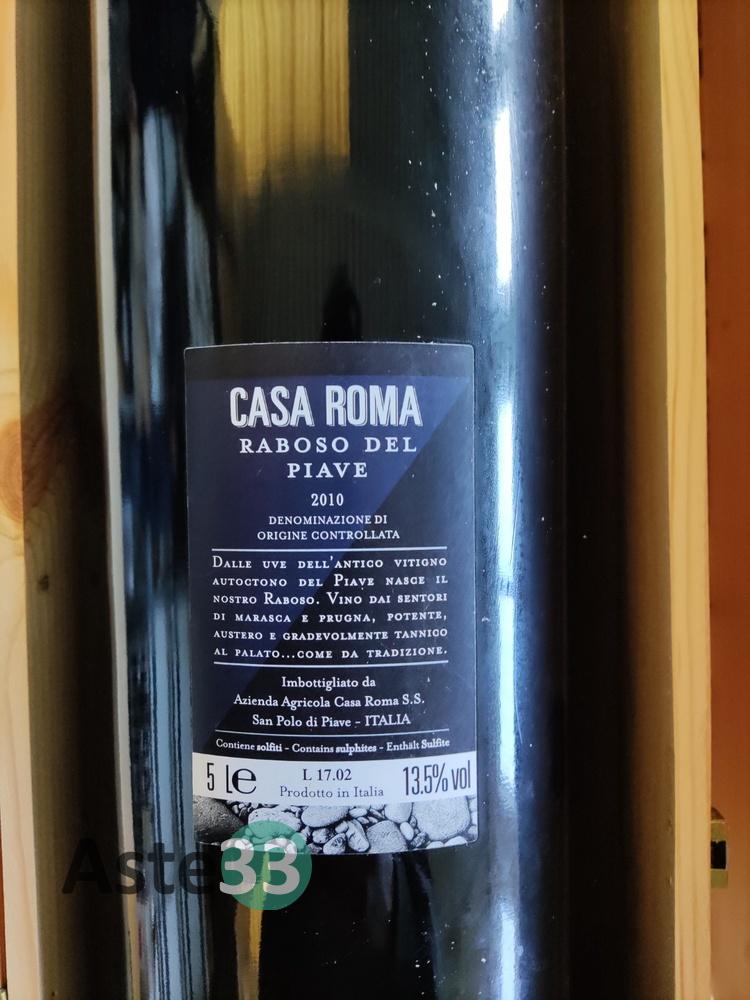 CASA ROMA
RABOSO DEL
PIAVE
2010
DENOMINAZIONE DI
ORIGINE CONTROLLATA
DALLE UVE DELL'ANTICO VITIGNO
AUTOCTONO DEL PIAVE NASCE IL
NOSTRO RABOSO. VINO DAI SENTORI
DI MARASCA E PRUGNA, POTENTE,
AUSTERO E GRADEVOLMENTE TANNICO
AL PALATO...COME DA TRADIZIONE.
Imbottigliato da
Azienda Agricola Casa Roma S.S.
San Polo di Piave - ITALIA
Contiene solfiti - Contains sulphites - Enthält Sulfite
5 L e L 17.02 13.5% vol
Prodotto in Italia
Aste33